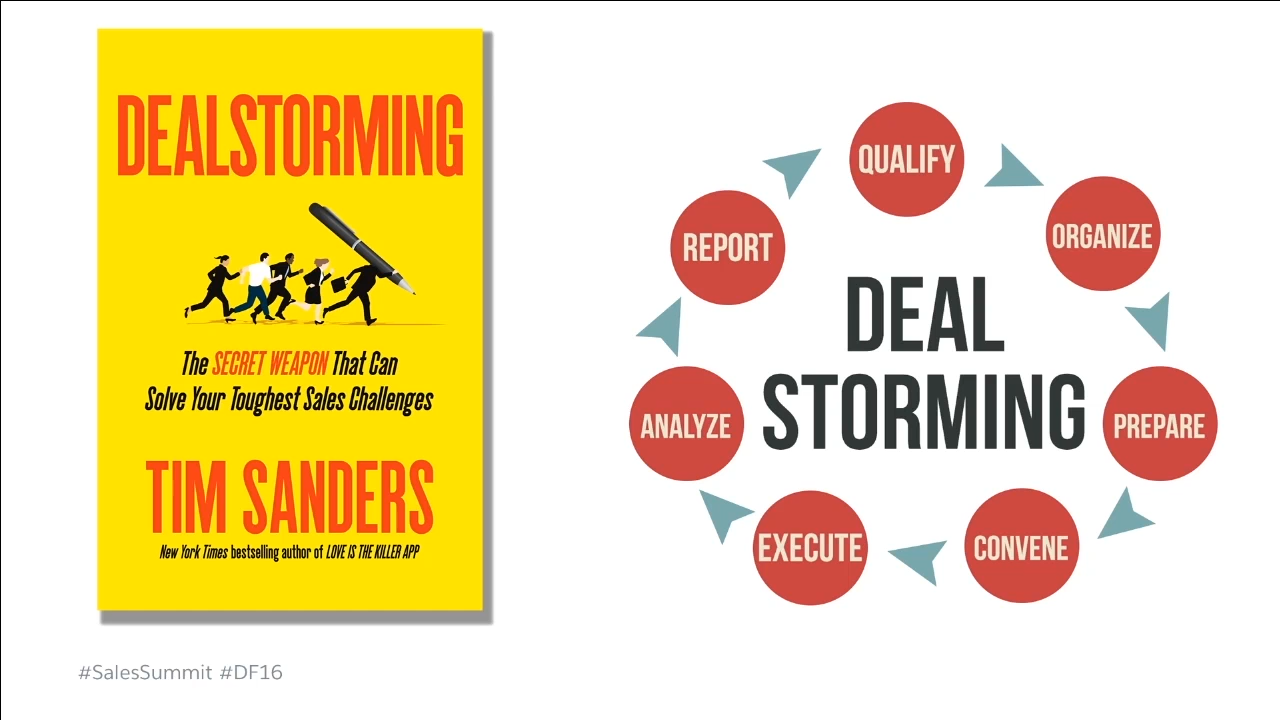 DEALSTORMING
The SECRET WEAPON That Can
Solve Your Toughest Sales Challenges
TIM SANDERS
New York Times bestselling author of LOVE IS THE KILLER APP
QUALIFY
ORGANIZE
PREPARE
CONVENE
EXECUTE
ANALYZE
REPORT
DEAL
STORMING
#SalesSummit #DF16